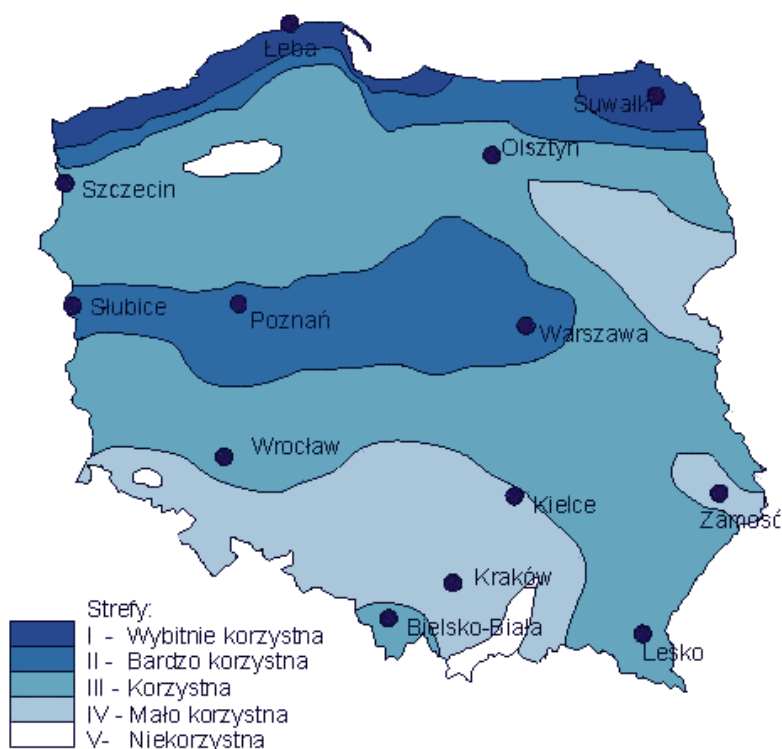 Łeba
Suwałki
Olsztyn
Szczecin
Słubice
Poznań
Warszawa
Wrocław
Kielce
Zamość
Kraków
Bielsko-Biała
Lesko
Strefy:
I - Wybitnie korzystna
II - Bardzo korzystna
III - Korzystna
IV - Mało korzystna
V- Niekorzystna